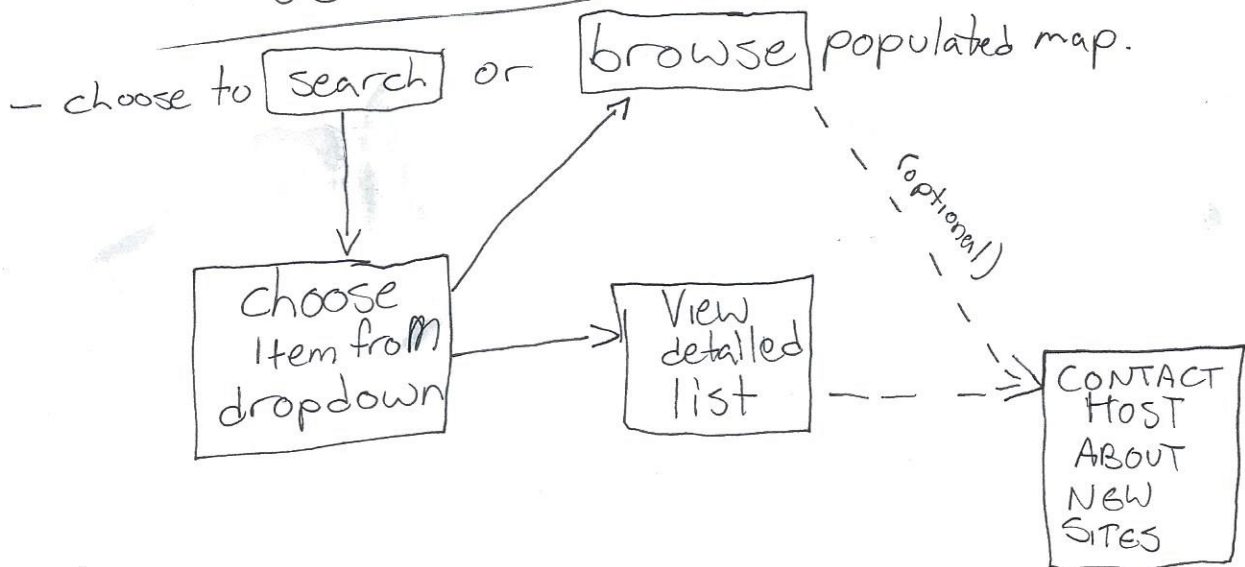 - choose to search or browse populated map.
(optional)
Choose
Item from
dropdown
View
detailed
list
CONTACT
HOST
ABOUT
NEW
SITES